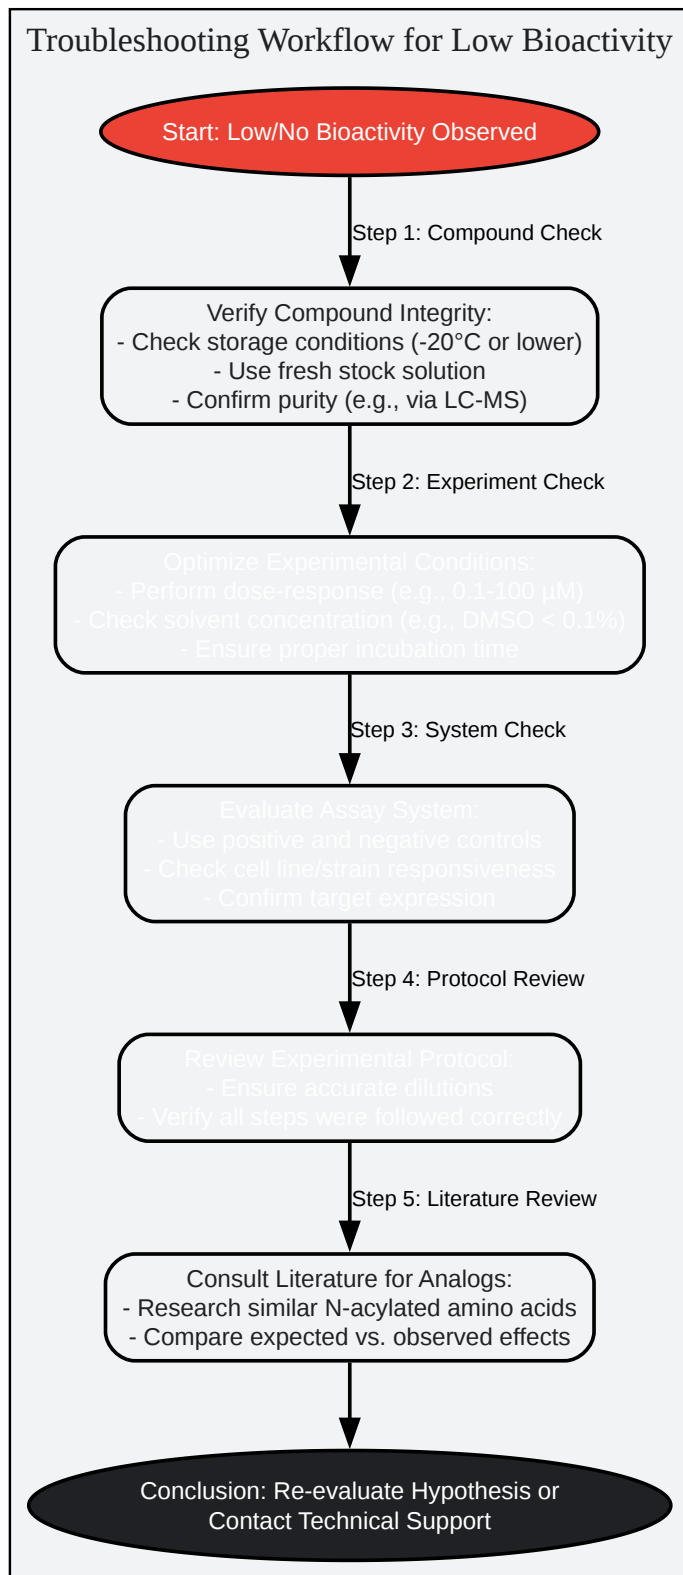 Troubleshooting Workflow for Low Bioactivity
Start: Low/No Bioactivity Observed
Step 1: Compound Check
Verify Compound Integrity:
- Check storage conditions (-20°C or lower)
- Use fresh stock solution
- Confirm purity (e.g., via LC-MS)
Step 2: Experiment Check
Optimize Experimental Conditions:
- Perform dose-response (e.g., 0.1-100 µM)
- Check solvent concentration (e.g., DMSO < 0.1%)
- Ensure proper incubation time
Step 3: System Check
Evaluate Assay System:
- Use positive and negative controls
- Check cell line/strain responsiveness
- Confirm target expression
Step 4: Protocol Review
Review Experimental Protocol:
- Ensure accurate dilutions
- Verify all steps were followed correctly
Step 5: Literature Review
Consult Literature for Analogs:
- Research similar N-acylated amino acids
- Compare expected vs. observed effects
Conclusion: Re-evaluate Hypothesis or
Contact Technical Support